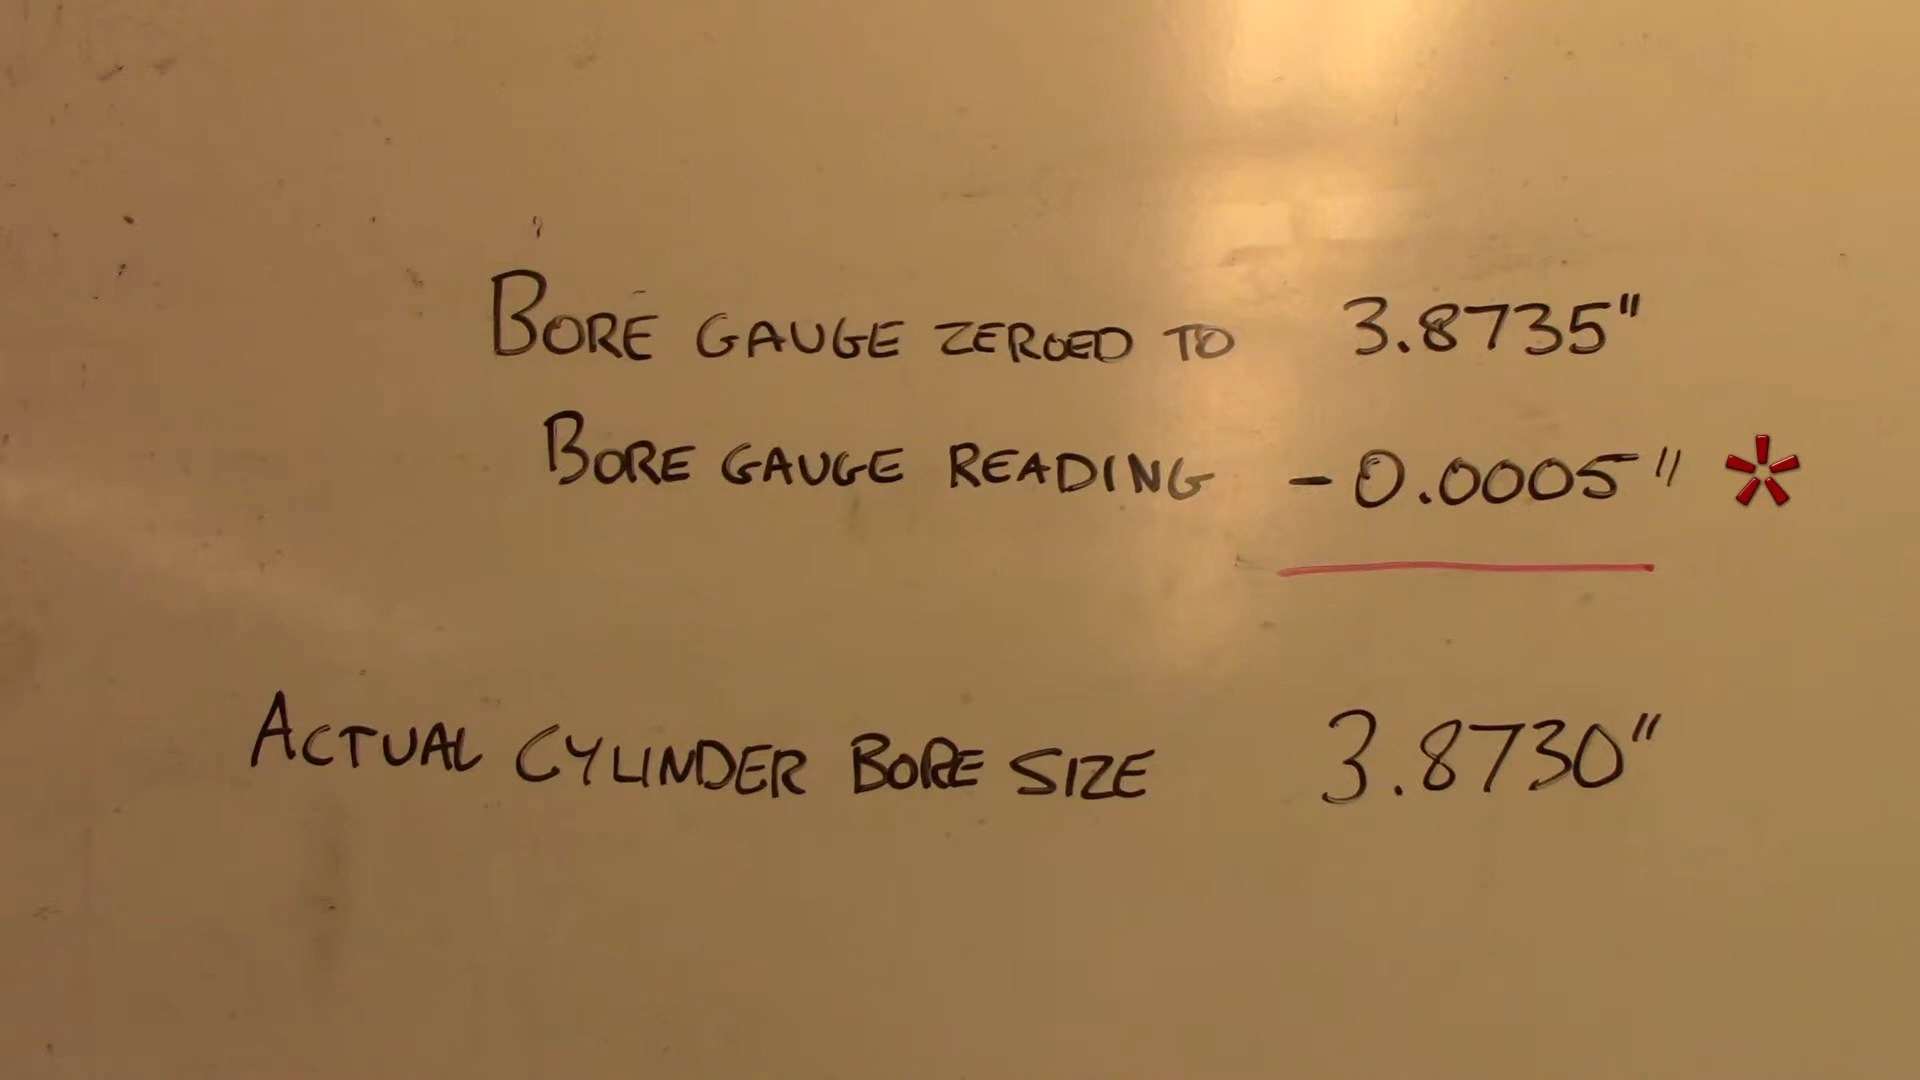 BORE GAUGE ZEROED TO 3.8735"
BORE GAUGE READING -0.0005" *
ACTUAL CYLINDER BORE SIZE 3.8730"